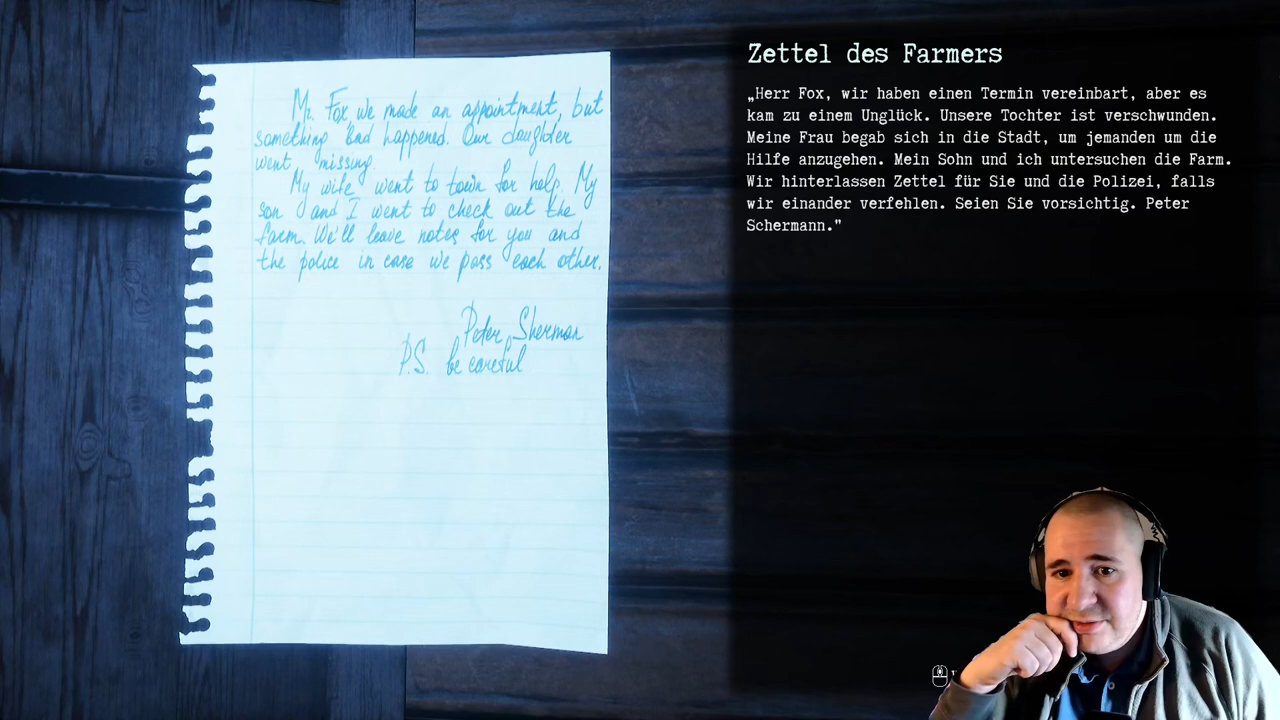 Mr. Fox, we made an appointment, but
something bad happened. Our daughter
went missing.
My wife went to town for help. My
son and I went to check out the
farm. We'll leave notes for you and
the police in case we pass each other.
Peter Sherman
P.S. be careful
Zettel des Farmers
„Herr Fox, wir haben einen Termin vereinbart, aber es
kam zu einem Unglück. Unsere Tochter ist verschwunden.
Meine Frau begab sich in die Stadt, um jemanden um die
Hilfe anzugehen. Mein Sohn und ich untersuchen die Farm.
Wir hinterlassen Zettel für Sie und die Polizei, falls
wir einander verfehlen. Seien Sie vorsichtig. Peter
Schermann."